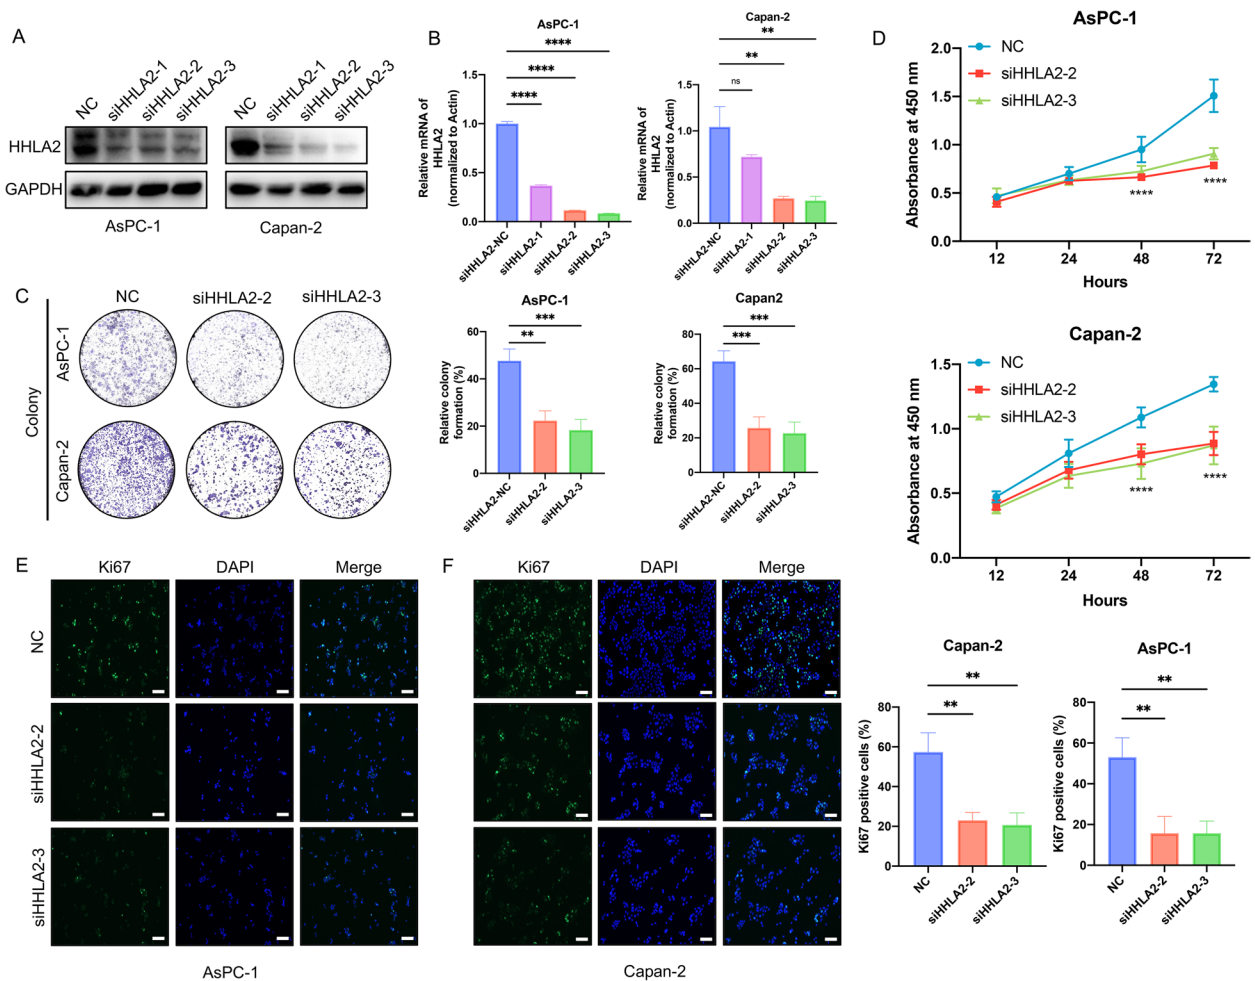 A
NC
siHHLA2-1
siHHLA2-2
siHHLA2-3
NC
siHHLA2-1
siHHLA2-2
siHHLA2-3
HHLA2
GAPDH
AsPC-1
Capan-2
B
AsPC-1
****
****
****
Relative mRNA of
HHLA2
(normalized to Actin)
1.5
1.0
0.5
0.0
siHHLA2-NC
siHHLA2-1
siHHLA2-2
siHHLA2-3
Capan-2
**
**
ns
Relative mRNA of
HHLA2
(normalized to Actin)
1.5
1.0
0.5
0.0
siHHLA2-NC
siHHLA2-1
siHHLA2-2
siHHLA2-3
C
NC
siHHLA2-2
siHHLA2-3
Colony
AsPC-1
Capan-2
AsPC-1
***
**
Relative colony
formation (%)
60
40
20
0
siHHLA2-NC
siHHLA2-2
siHHLA2-3
Capan2
***
***
Relative colony
formation (%)
80
60
40
20
0
siHHLA2-NC
siHHLA2-2
siHHLA2-3
D
AsPC-1
NC
siHHLA2-2
siHHLA2-3
Absorbance at 450 nm
2.0
1.5
1.0
0.5
0.0
****
****
12
24
48
72
Hours
Capan-2
NC
siHHLA2-2
siHHLA2-3
Absorbance at 450 nm
1.5
1.0
0.5
0.0
****
****
12
24
48
72
Hours
E
Ki67
DAPI
Merge
NC
siHHLA2-2
siHHLA2-3
AsPC-1
F
Ki67
DAPI
Merge
Capan-2
Capan-2
**
**
Ki67 positive cells (%)
80
60
40
20
0
NC
siHHLA2-2
siHHLA2-3
AsPC-1
**
**
Ki67 positive cells (%)
80
60
40
20
0
NC
siHHLA2-2
siHHLA2-3